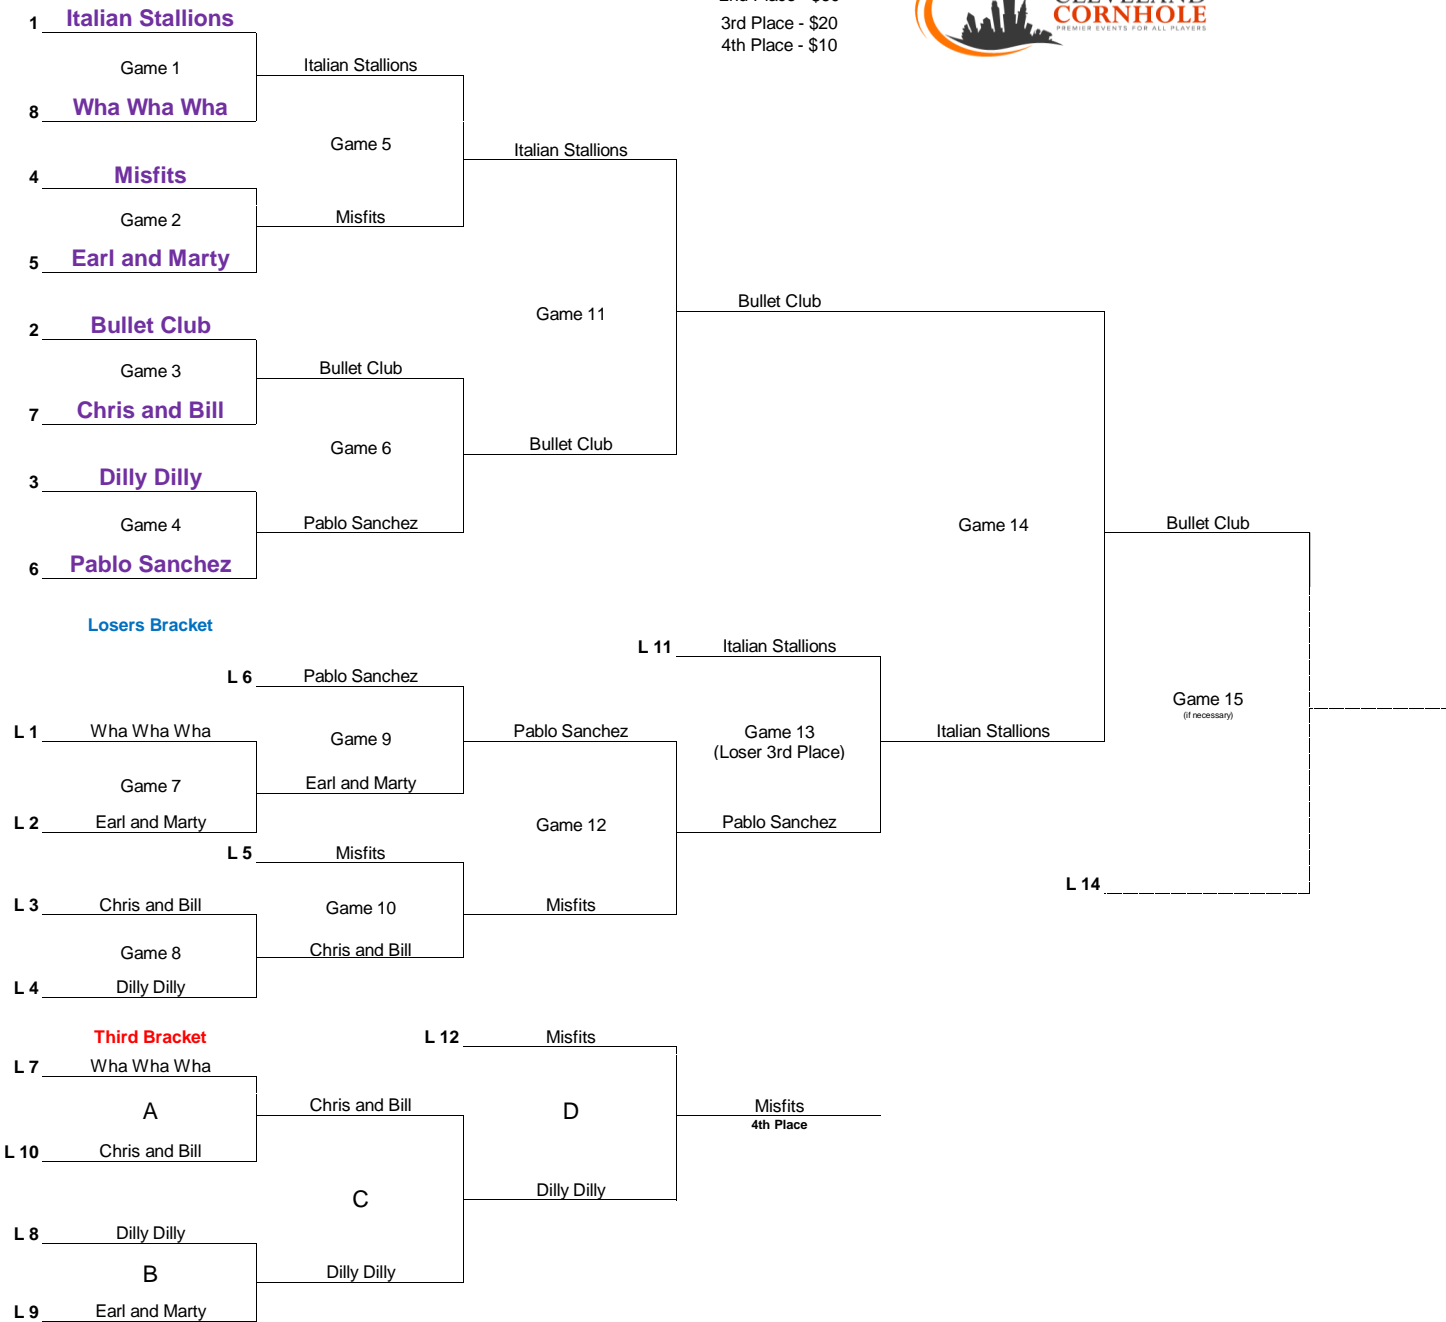 1 Italian Stallions
3rd Place - $20
CORNHOLE
PREMIER EVENTS FOR ALL PLAYERS
4th Place - $10
Game 1
Italian Stallions
8 Wha Wha Wha
Game 5
Italian Stallions
4 Misfits
Game 2
Misfits
5 Earl and Marty
Game 11
Bullet Club
2 Bullet Club
Game 3
Bullet Club
7 Chris and Bill
Game 6
Bullet Club
3 Dilly Dilly
Game 4
Pablo Sanchez
Game 14
Bullet Club
6 Pablo Sanchez
Losers Bracket
L 11 Italian Stallions
L 6 Pablo Sanchez
Game 15
(if necessary)
L 1 Wha Wha Wha
Game 9
Pablo Sanchez
Game 13
(Loser 3rd Place)
Italian Stallions
Game 7
Earl and Marty
L 2 Earl and Marty
Game 12
Pablo Sanchez
L 5 Misfits
L 14
L 3 Chris and Bill
Game 10
Misfits
Game 8
Chris and Bill
L 4 Dilly Dilly
Third Bracket
L 12 Misfits
L 7 Wha Wha Wha
A
Chris and Bill
D
Misfits
4th Place
L 10 Chris and Bill
C
Dilly Dilly
L 8 Dilly Dilly
B
Dilly Dilly
L 9 Earl and Marty